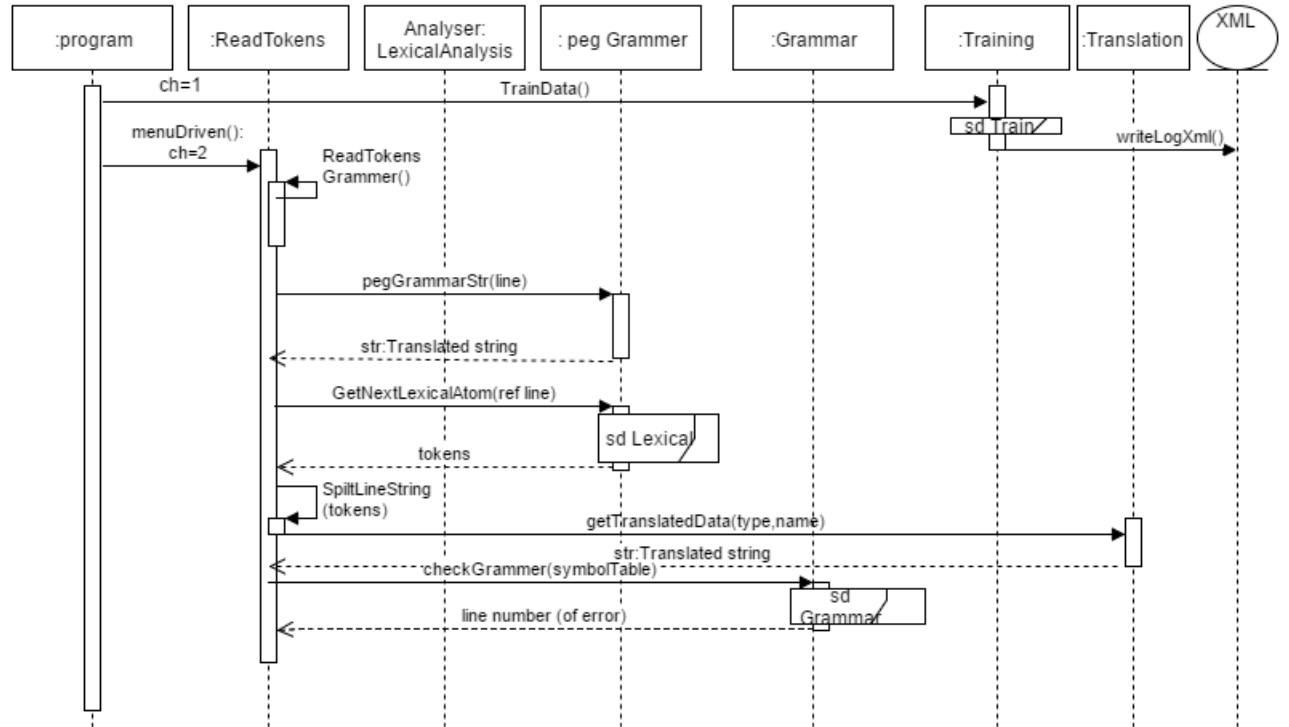 :program
:ReadTokens
Analyser:
LexicalAnalysis
: peg Grammer
:Grammar
:Training
:Translation
XML
ch=1
TrainData()
sd Train
menuDriven():
ch=2
writeLogXml()
ReadTokens
Grammer()
pegGrammarStr(line)
str:Translated string
GetNextLexicalAtom(ref line)
sd Lexical
tokens
SpiltLineString
(tokens)
getTranslatedData(type,name)
str:Translated string
checkGrammer(symbolTable)
sd
Grammar
line number (of error)